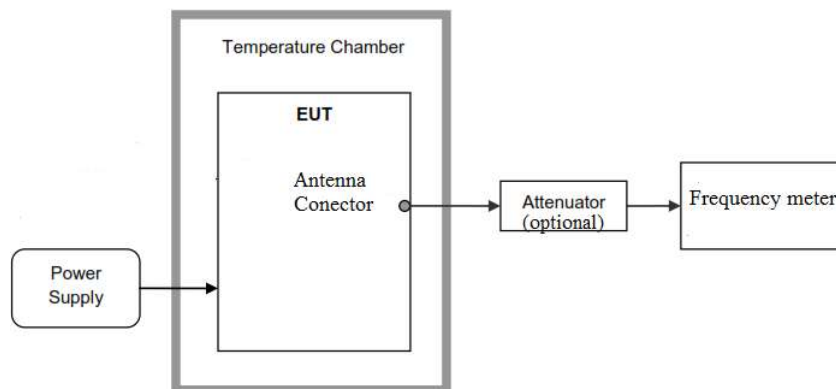 Temperature Chamber
EUT
Antenna
Conector
Attenuator
(optional)
Frequency meter
Power
Supply